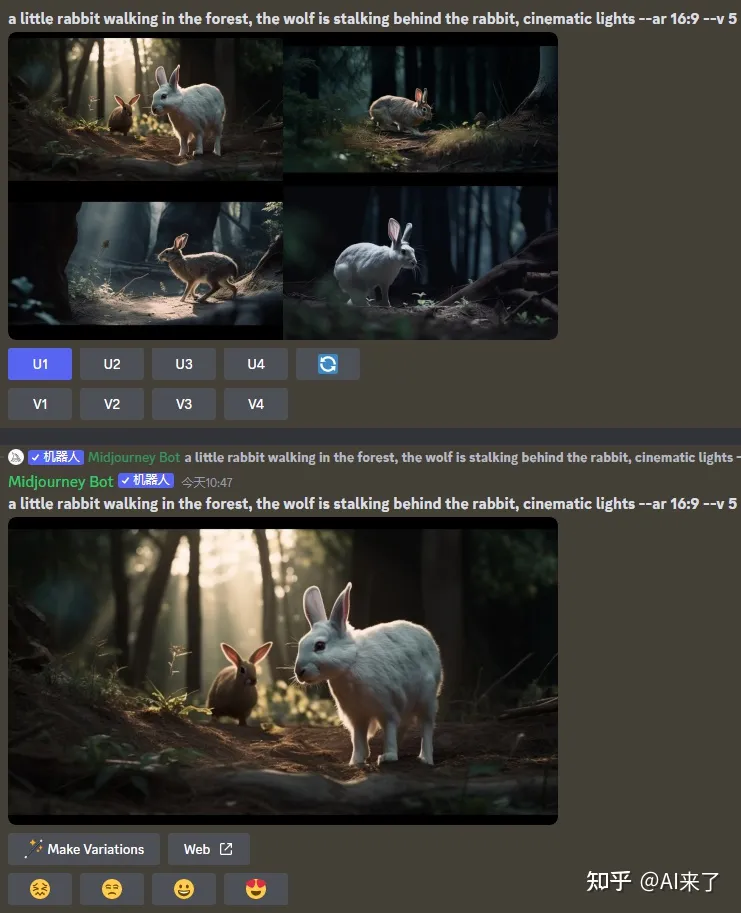 a little rabbit walking in the forest, the wolf is stalking behind the rabbit, cinematic lights --ar 16:9 --v 5
U1 U2 U3 U4
V1 V2 V3 V4
✓ 机器人 Midjourney Bot a little rabbit walking in the forest, the wolf is stalking behind the rabbit, cinematic lights -
Midjourney Bot ✓ 机器人 今天10:47
a little rabbit walking in the forest, the wolf is stalking behind the rabbit, cinematic lights --ar 16:9 --v 5
Make Variations Web
知乎 @AI来了